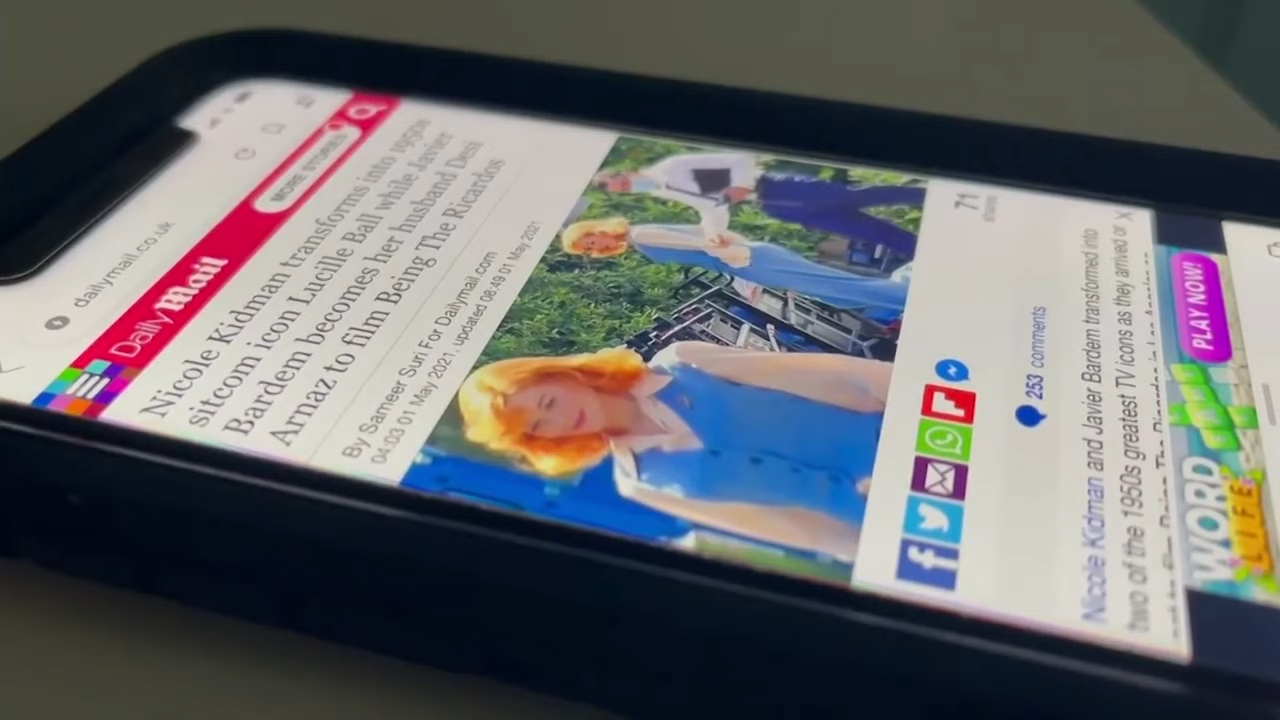 dailymail.co.uk
Daily Mail
MORE STORIES
Nicole Kidman transforms into 1950s
sitcom icon Lucille Ball while Javier
Bardem becomes her husband Desi
Arnaz to film Being The Ricardos
By Sameer Suri For Dailymail.com
04:03 01 May 2021, updated 08:49 01 May 2021
71
shares
253 comments
Nicole Kidman and Javier Bardem transformed into
two of the 1950s greatest TV icons as they arrived
X
WORD
LIFE
PLAY NOW!